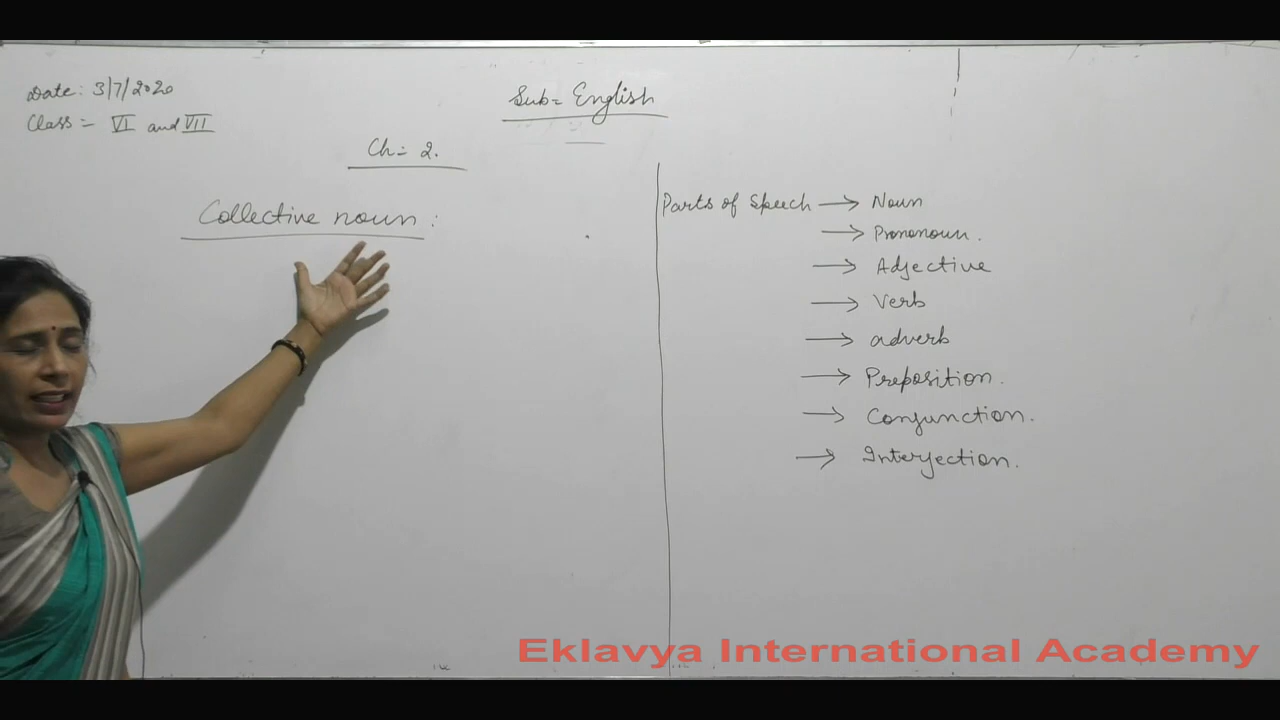 Date: 3/7/2020
Class = VI and VII
Sub = English
Ch = 2.
Collective noun:
Parts of Speech → Noun
→ Prononoun.
→ Adjective
→ Verb
→ adverb
→ Preposition.
→ Conjunction.
→ Interjection.
Eklavya International Academy